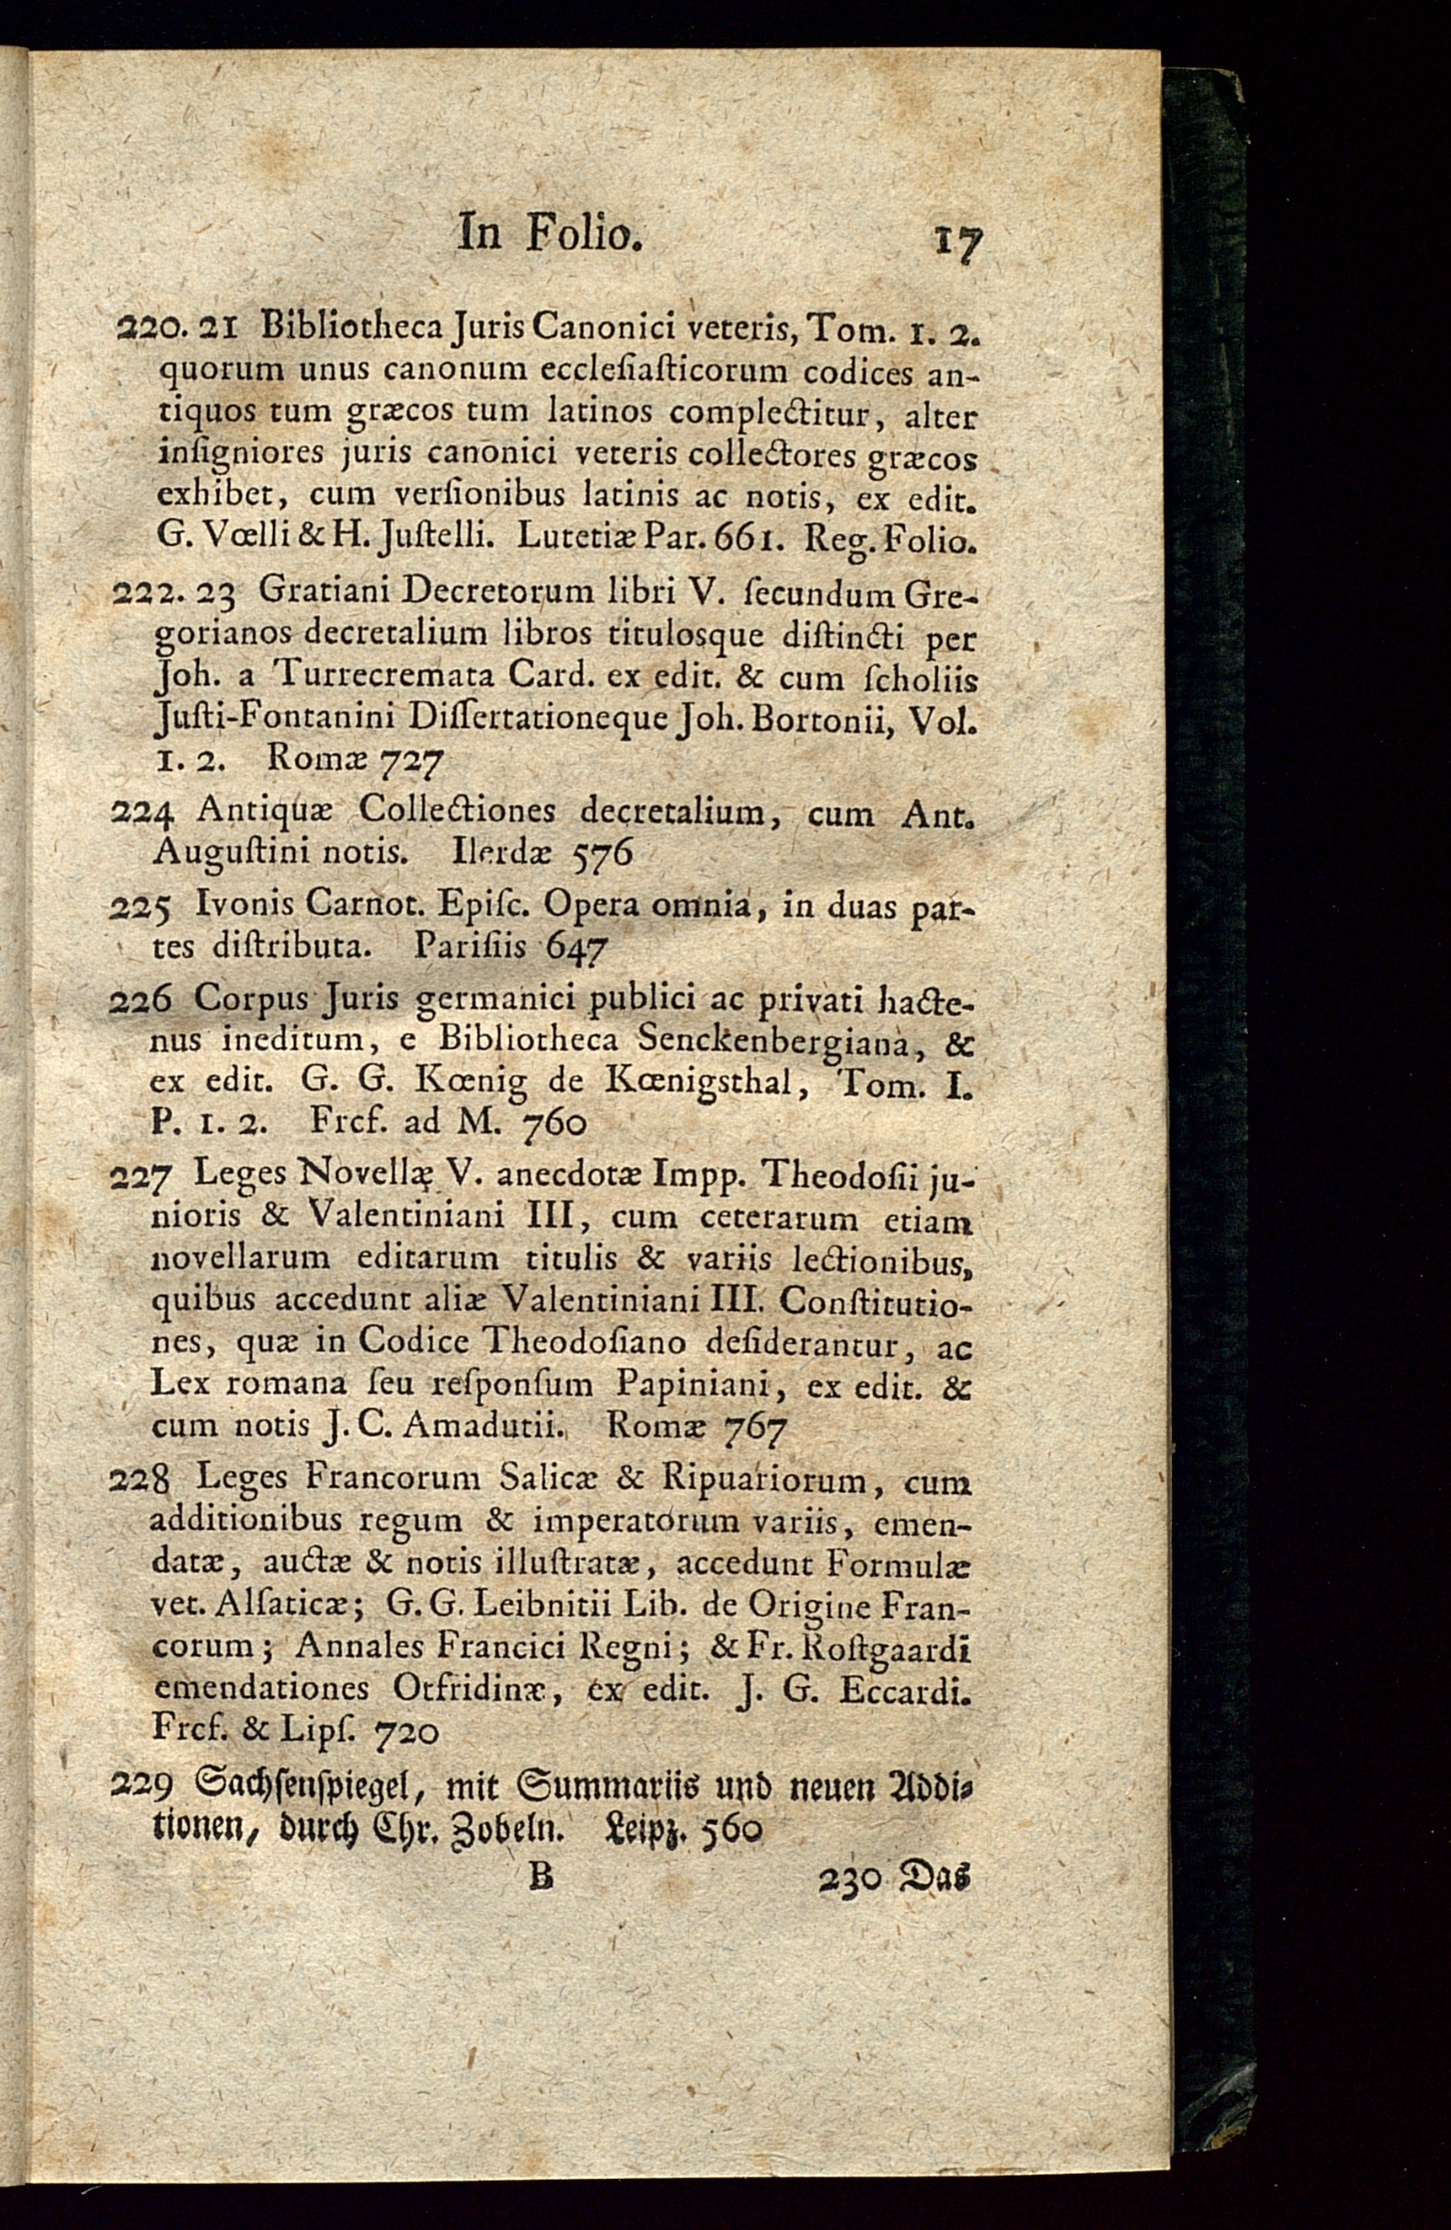 In Folio. 17
220. 21 Bibliotheca Juris Canonici veteris, Tom. 1. 2.
quorum unus canonum eccleſiaſticorum codices an-
tiquos tum græcos tum latinos complectitur, alter
inſigniores juris canonici veteris collectores græcos
exhibet, cum verſionibus latinis ac notis, ex edit.
G. Vœlli & H. Juſtelli. Lutetiæ Par. 661. Reg. Folio.
222. 23 Gratiani Decretorum libri V. ſecundum Gre-
gorianos decretalium libros titulosque diſtincti per
Joh. a Turrecremata Card. ex edit. & cum ſcholiis
Juſti-Fontanini Diſſertationeque Joh. Bortonii, Vol.
1. 2. Romæ 727
224 Antiquæ Collectiones decretalium, cum Ant.
Auguſtini notis. Ilerdæ 576
225 Ivonis Carnot. Epiſc. Opera omnia, in duas par-
tes diſtributa. Pariſiis 647
226 Corpus Juris germanici publici ac privati hacte-
nus ineditum, e Bibliotheca Senckenbergiana, &
ex edit. G. G. Kœnig de Kœnigsthal, Tom. I.
P. 1. 2. Frcf. ad M. 760
227 Leges Novellæ V. anecdotæ Impp. Theodoſii ju-
nioris & Valentiniani III, cum ceterarum etiam
novellarum editarum titulis & variis lectionibus,
quibus accedunt aliæ Valentiniani III. Conſtitutio-
nes, quæ in Codice Theodoſiano deſiderantur, ac
Lex romana ſeu reſponſum Papiniani, ex edit. &
cum notis J. C. Amadutii. Romæ 767
228 Leges Francorum Salicæ & Ripuariorum, cum
additionibus regum & imperatorum variis, emen-
datæ, auctæ & notis illuſtratæ, accedunt Formulæ
vet. Alſaticæ; G. G. Leibnitii Lib. de Origine Fran-
corum; Annales Francici Regni; & Fr. Roſtgaardi
emendationes Otfridinæ, ex edit. J. G. Eccardi.
Frcf. & Lipſ. 720
229 Sachſenſpiegel, mit Summariis und neuen Addi-
tionen, durch Chr. Zobeln. Leipz. 560
B 230 Das